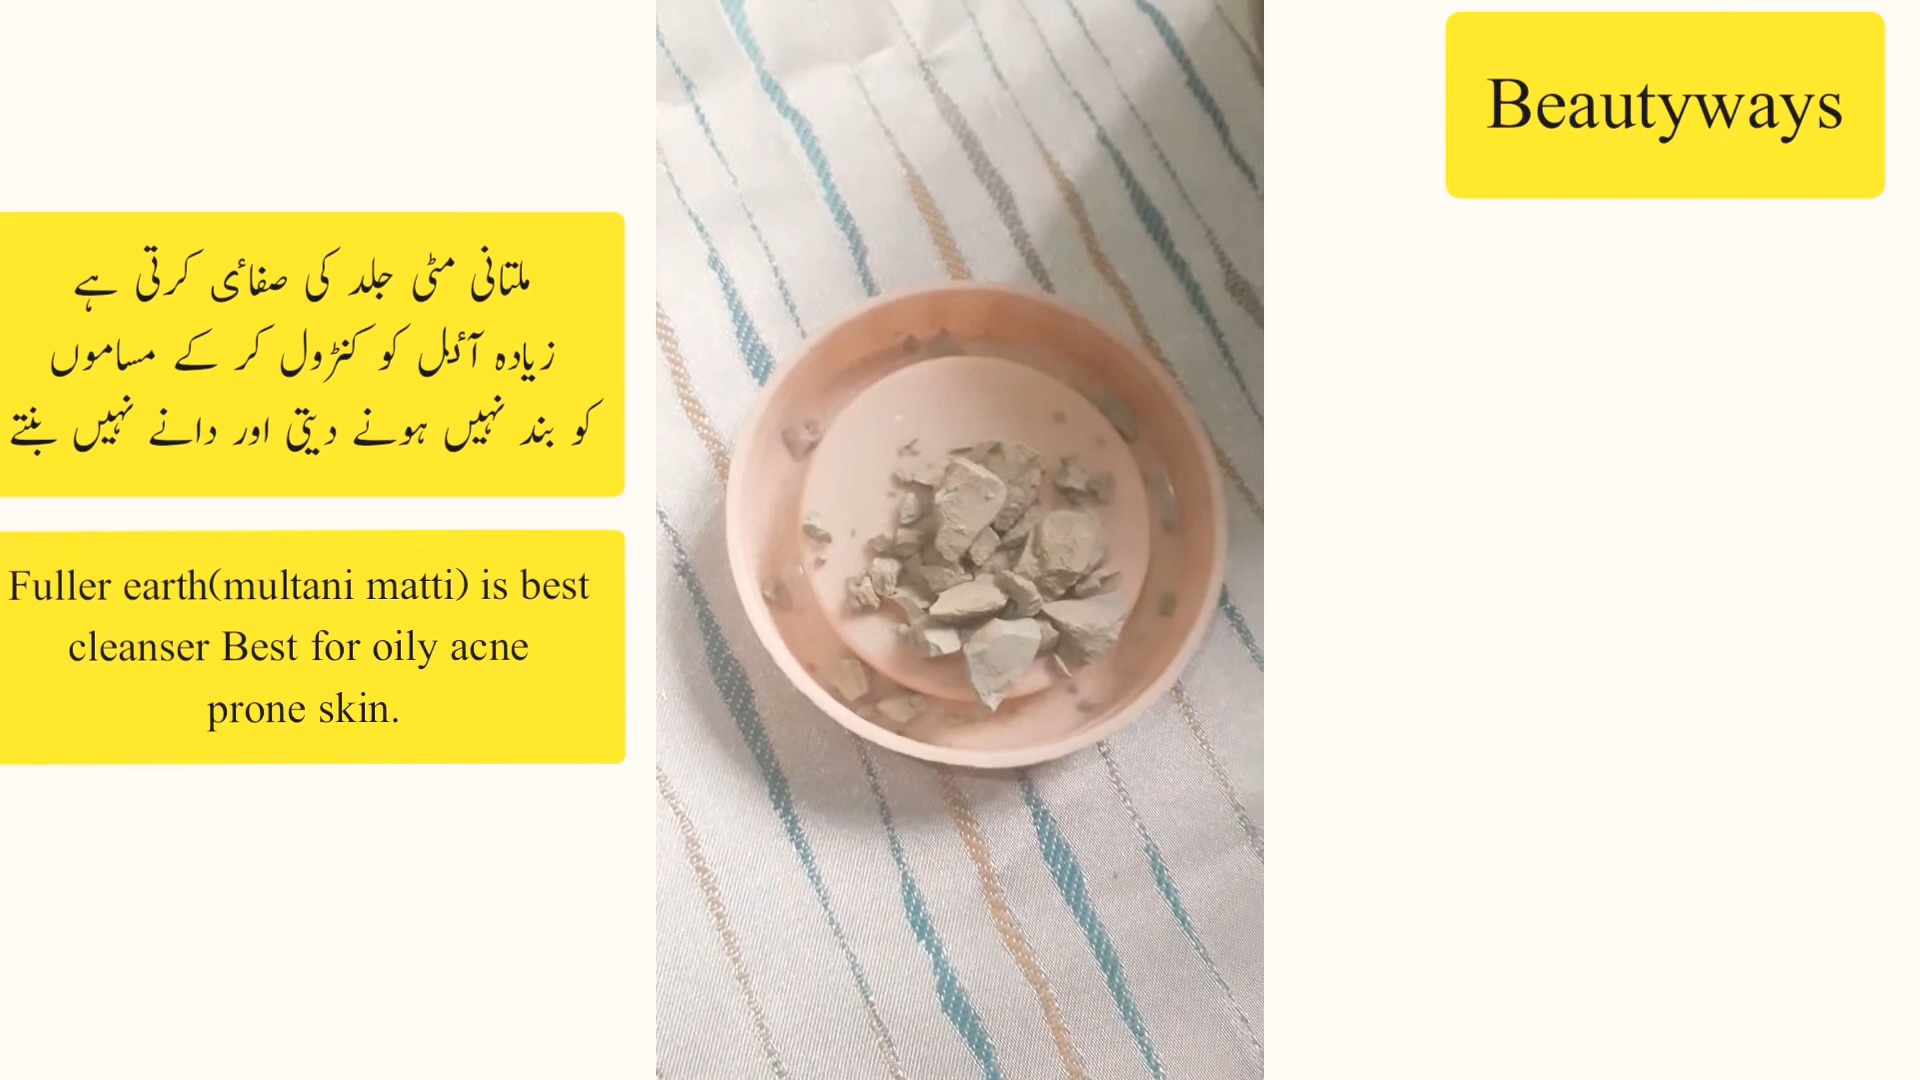 Beautyways
ملتانی مٹی جلد کی صفائی کرتی ہے
زیادہ آئل کو کنڑول کر کے مساموں
کو بند نہیں ہونے دیتی اور دانے نہیں بنتے
Fuller earth(multani matti) is best
cleanser Best for oily acne
prone skin.